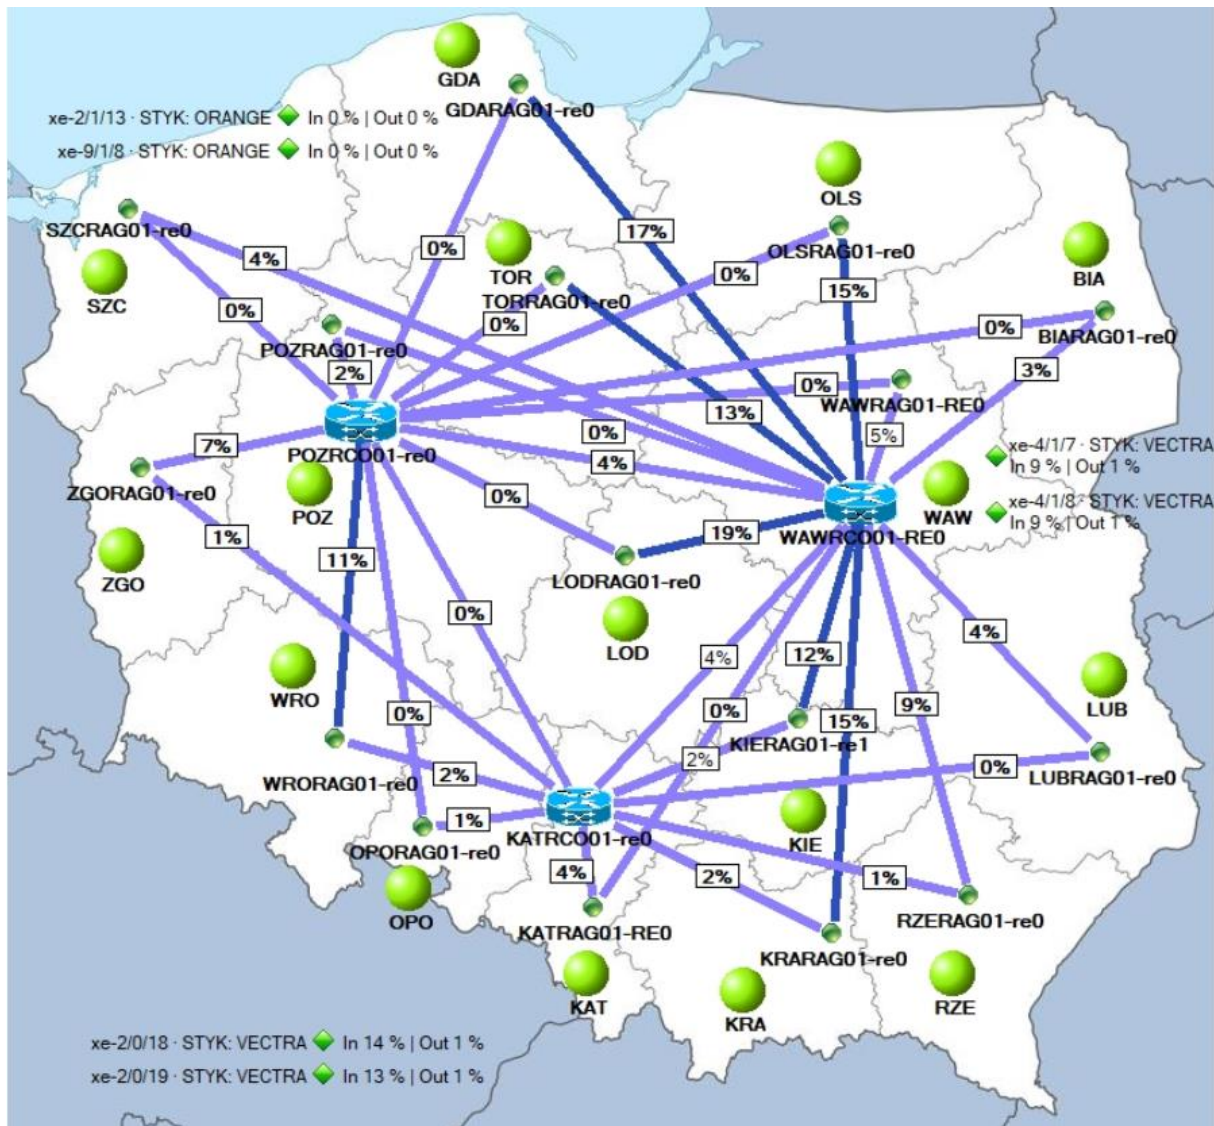 GDA
GDARAG01-re0
xe-2/1/13 · STYK: ORANGE In 0 % | Out 0 %
xe-9/1/8 · STYK: ORANGE In 0 % | Out 0 %
OLS
SZCRAG01-re0
17%
0%
4%
TOR
OLSRAG01-re0
BIA
0%
SZC
15%
TORRAG01-re0
0%
0%
0%
BIARAG01-re0
POZRAG01-re0
2%
3%
0%
WAWRAG01-RE0
13%
0%
5%
7%
xe-4/1/7 · STYK: VECTRA
In 9 % | Out 1 %
POZRCO01-re0
4%
ZGORAG01-re0
0%
xe-4/1/8 · STYK: VECTRA
In 9 % | Out 1 %
POZ
WAW
1%
19%
WAWRCO01-RE0
11%
LODRAG01-re0
ZGO
0%
4%
LOD
4%
12%
WRO
9%
LUB
0%
0%
15%
KIERAG01-re1
2%
0%
LUBRAG01-re0
WRORAG01-re0
2%
1%
KATRCO01-re0
KIE
OPORAG01-re0
4%
2%
1%
OPO
RZERAG01-re0
KATRAG01-RE0
KRARAG01-re0
KAT
KRA
RZE
xe-2/0/18 · STYK: VECTRA In 14 % | Out 1 %
xe-2/0/19 · STYK: VECTRA In 13 % | Out 1 %